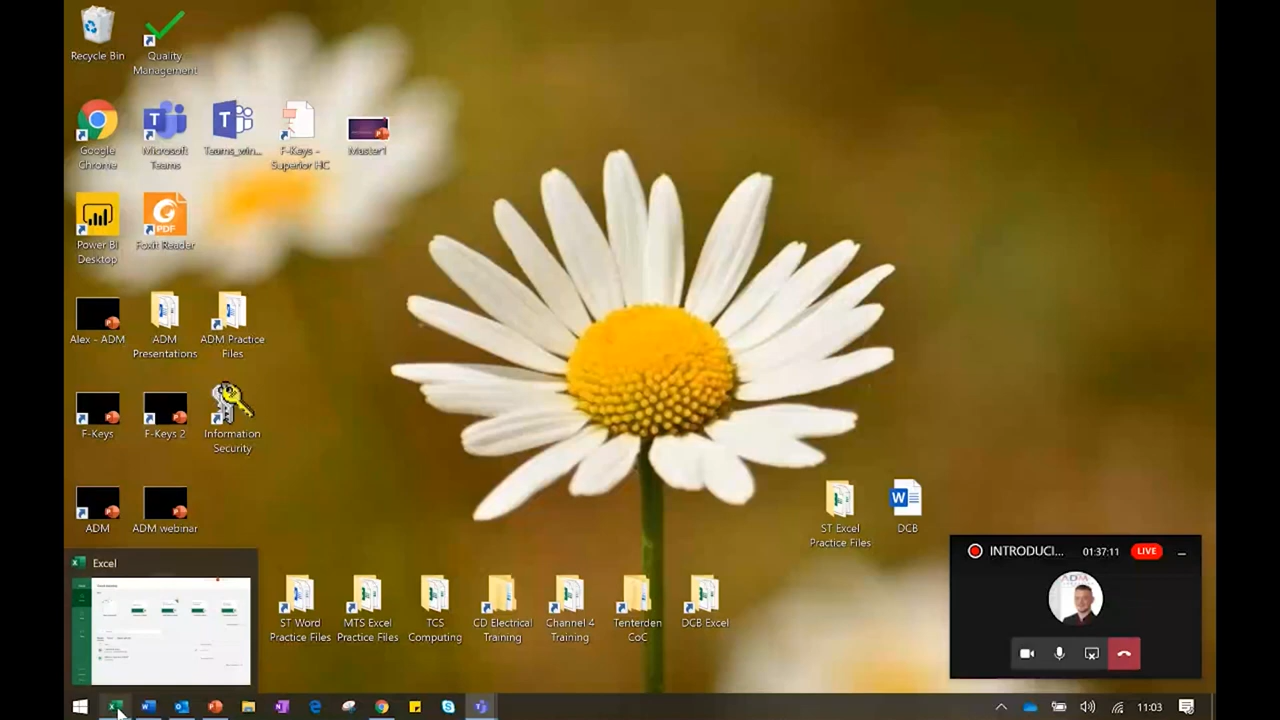 Recycle Bin
Quality
Management
Google
Chrome
Microsoft
Teams
Teams_win...
F-Keys -
Superior HC
Master1
Power BI
Desktop
PDF
Foxit Reader
Alex - ADM
ADM
Presentations
ADM Practice
Files
F-Keys
F-Keys 2
Information
Security
ADM
ADM webinar
ST Excel
Practice Files
DCB
Excel
ST Word
Practice Files
MTS Excel
Practice Files
TCS
Computing
CD Electrical
Training
Channel 4
Training
Tenterden
CoC
DCB Excel
INTRODUCI...
01:37:11
LIVE
ADM
11:03